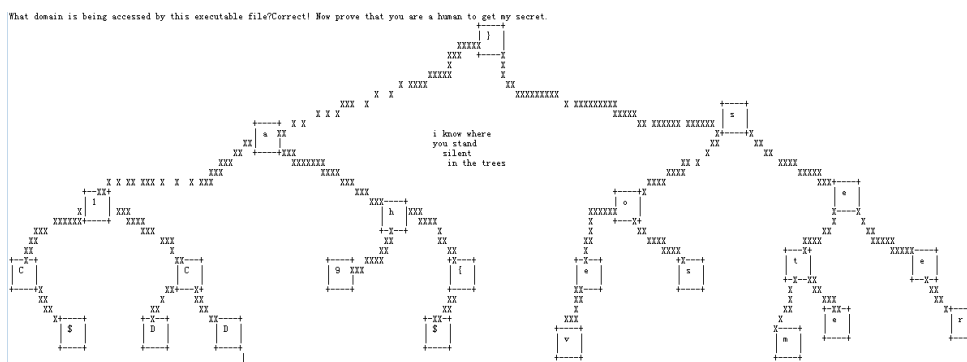 What domain is being accessed by this executable file?Correct! Now prove that you are a human to get my secret.
}
s
a
i know where
you stand
silent
in the trees
l
h
o
e
C
C
9
{
e
s
t
e
$
D
D
$
v
m
e
r